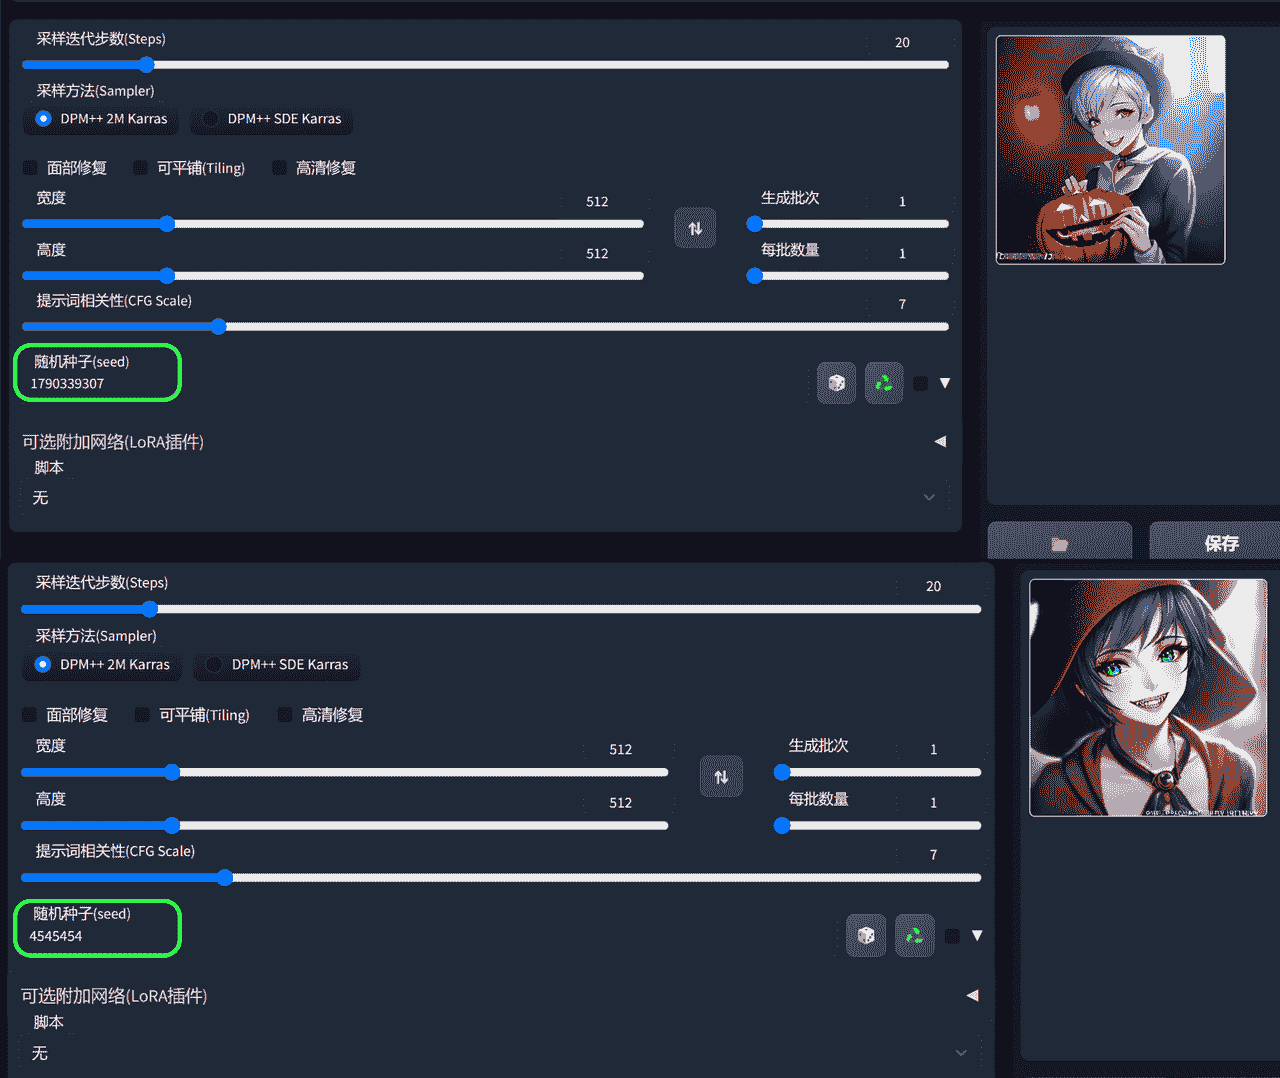 采样迭代步数(Steps)
20
采样方法(Sampler)
DPM++ 2M Karras
DPM++ SDE Karras
面部修复
可平铺(Tiling)
高清修复
宽度
512
生成批次
1
高度
512
每批数量
1
提示词相关性(CFG Scale)
7
随机种子(seed)
1790339307
可选附加网络(LoRA插件)
脚本
无
保存
采样迭代步数(Steps)
20
采样方法(Sampler)
DPM++ 2M Karras
DPM++ SDE Karras
面部修复
可平铺(Tiling)
高清修复
宽度
512
生成批次
1
高度
512
每批数量
1
提示词相关性(CFG Scale)
7
随机种子(seed)
4545454
可选附加网络(LoRA插件)
脚本
无